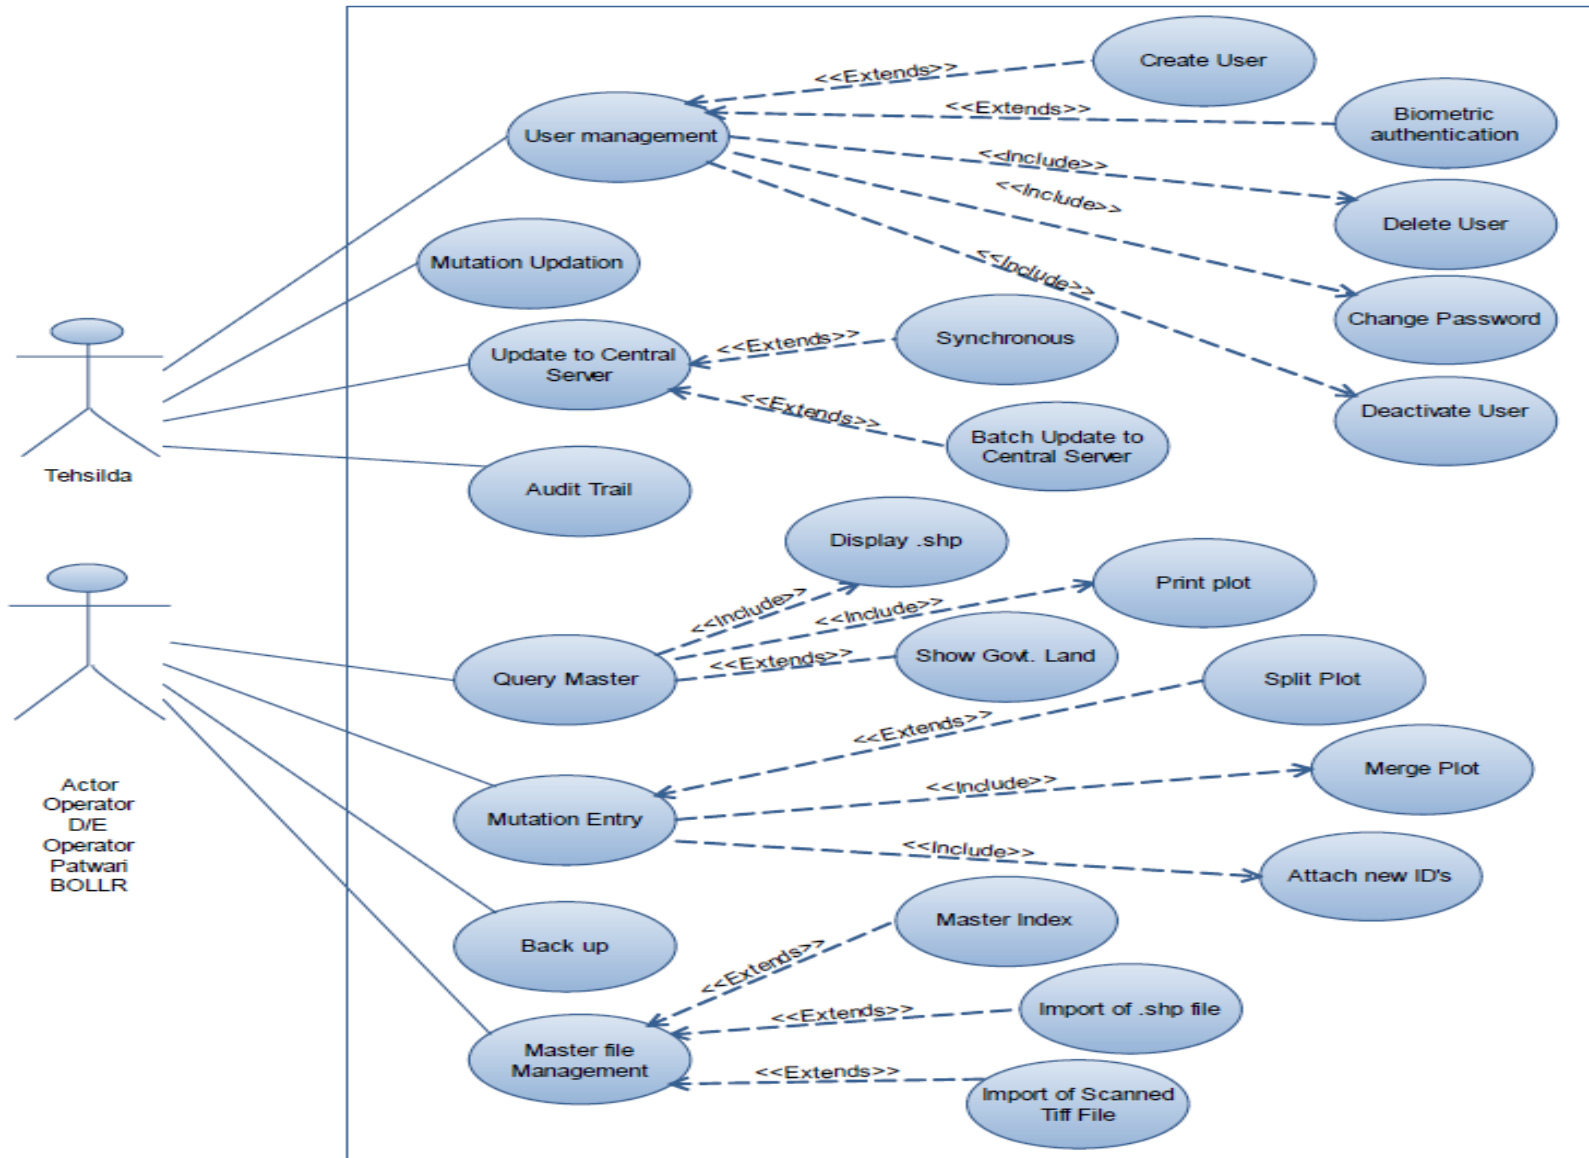 Create User
<<Extends>>
<<Extends>>
Biometric
authentication
User management
<<Include>>
<<Include>>
Delete User
<<Include>>
Mutation Updation
Change Password
Update to Central
Server
<<Extends>>
Synchronous
<<Extends>>
Deactivate User
Batch Update to
Central Server
Tehsilda
Audit Trail
Display .shp
<<Include>>
<<Include>>
Print plot
<<Extends>>
Show Govt. Land
Query Master
Split Plot
<<Extends>>
Merge Plot
<<Include>>
Mutation Entry
Actor
Operator
D/E
Operator
Patwari
BOLLR
<<Include>>
Attach new ID's
Back up
Master Index
<<Extends>>
<<Extends>>
Import of .shp file
Master file
Management
<<Extends>>
Import of Scanned
Tiff File